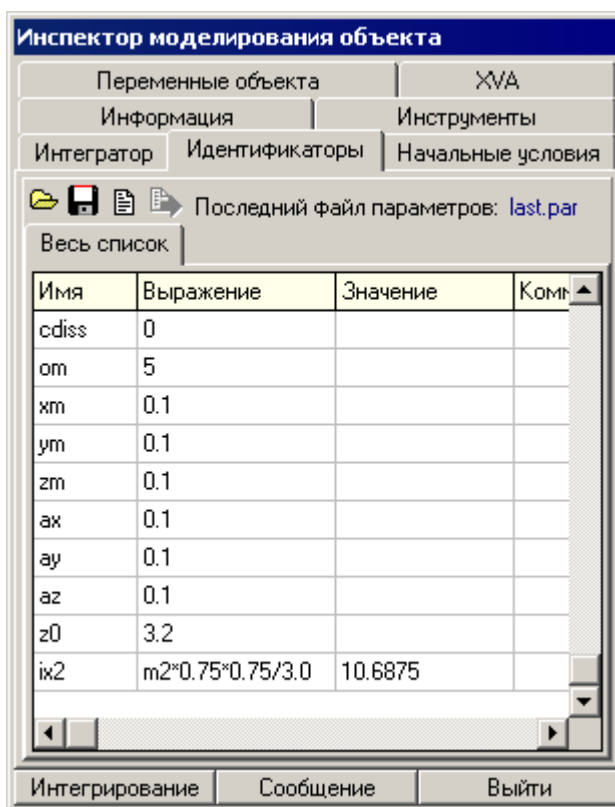 Инспектор моделирования объекта
Переменные объекта XVA
Информация Инструменты
Интегратор Идентификаторы Начальные условия
Последний файл параметров: last.par
Весь список
Имя Выражение Значение Комм
cdiss 0
om 5
xm 0.1
ym 0.1
zm 0.1
ax 0.1
ay 0.1
az 0.1
z0 3.2
ix2 m2*0.75*0.75/3.0 10.6875
Интегрирование Сообщение Выйти